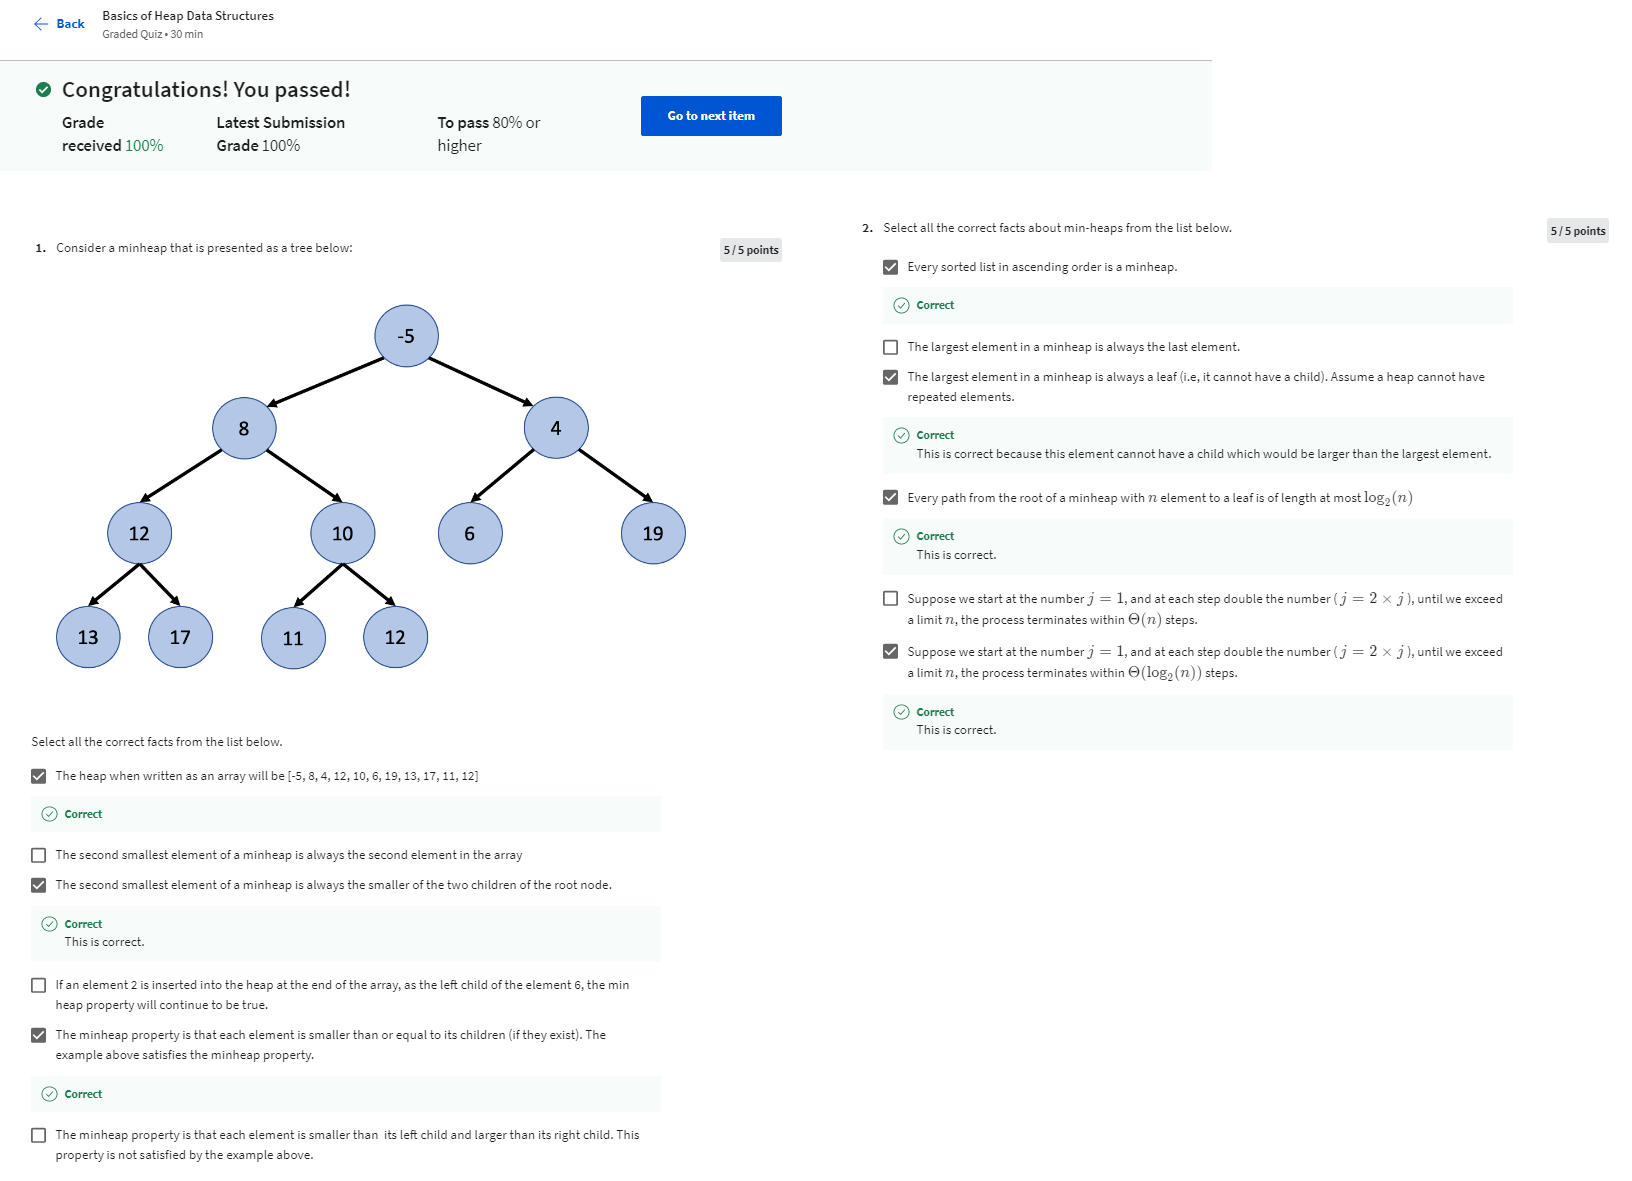 Back
Basics of Heap Data Structures
Graded Quiz • 30 min
Congratulations! You passed!
Grade
received 100%
Latest Submission
Grade 100%
To pass 80% or
higher
Go to next item
1. Consider a minheap that is presented as a tree below:
5 / 5 points
-5
8
4
12
10
6
19
13
17
11
12
Select all the correct facts from the list below.
The heap when written as an array will be [-5, 8, 4, 12, 10, 6, 19, 13, 17, 11, 12]
Correct
The second smallest element of a minheap is always the second element in the array
The second smallest element of a minheap is always the smaller of the two children of the root node.
Correct
This is correct.
If an element 2 is inserted into the heap at the end of the array, as the left child of the element 6, the min
heap property will continue to be true.
The minheap property is that each element is smaller than or equal to its children (if they exist). The
example above satisfies the minheap property.
Correct
The minheap property is that each element is smaller than its left child and larger than its right child. This
property is not satisfied by the example above.
2. Select all the correct facts about min-heaps from the list below.
5 / 5 points
Every sorted list in ascending order is a minheap.
Correct
The largest element in a minheap is always the last element.
The largest element in a minheap is always a leaf (i.e, it cannot have a child). Assume a heap cannot have
repeated elements.
Correct
This is correct because this element cannot have a child which would be larger than the largest element.
Every path from the root of a minheap with n element to a leaf is of length at most log₂(n)
Correct
This is correct.
Suppose we start at the number j = 1, and at each step double the number ( j = 2 × j ), until we exceed
a limit n, the process terminates within Θ(n) steps.
Suppose we start at the number j = 1, and at each step double the number ( j = 2 × j ), until we exceed
a limit n, the process terminates within Θ(log₂(n)) steps.
Correct
This is correct.